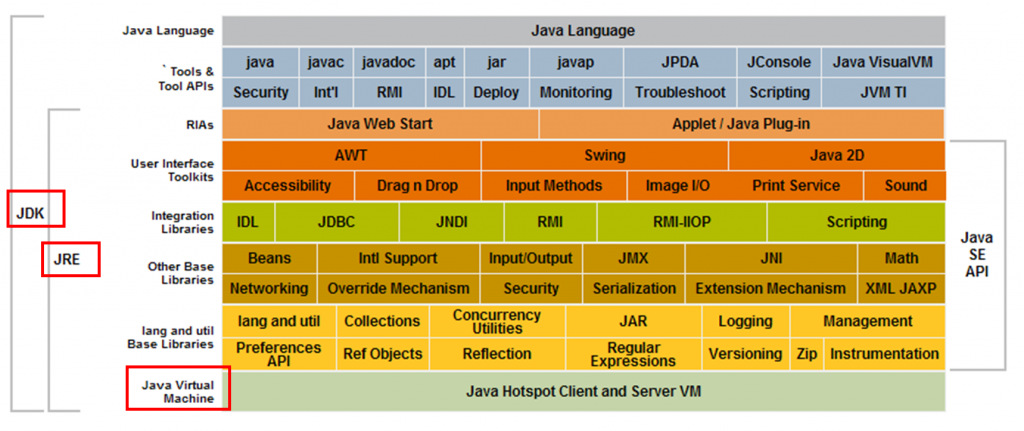 Java Language Java Language
` Tools &
Tool APIs
java javac javadoc apt jar javap JPDA JConsole Java VisualVM
Security Int'l RMI IDL Deploy Monitoring Troubleshoot Scripting JVM TI
RIAs Java Web Start Applet / Java Plug-in
User Interface
Toolkits
AWT Swing Java 2D
Accessibility Drag n Drop Input Methods Image I/O Print Service Sound
Integration
Libraries
IDL JDBC JNDI RMI RMI-IIOP Scripting
Other Base
Libraries
Beans Intl Support Input/Output JMX JNI Math
Networking Override Mechanism Security Serialization Extension Mechanism XML JAXP
lang and util
Base Libraries
lang and util Collections Concurrency
Utilities JAR Logging Management
Preferences
API Ref Objects Reflection Regular
Expressions Versioning Zip Instrumentation
Java Virtual
Machine
Java Hotspot Client and Server VM
JDK
JRE
Java
SE
API